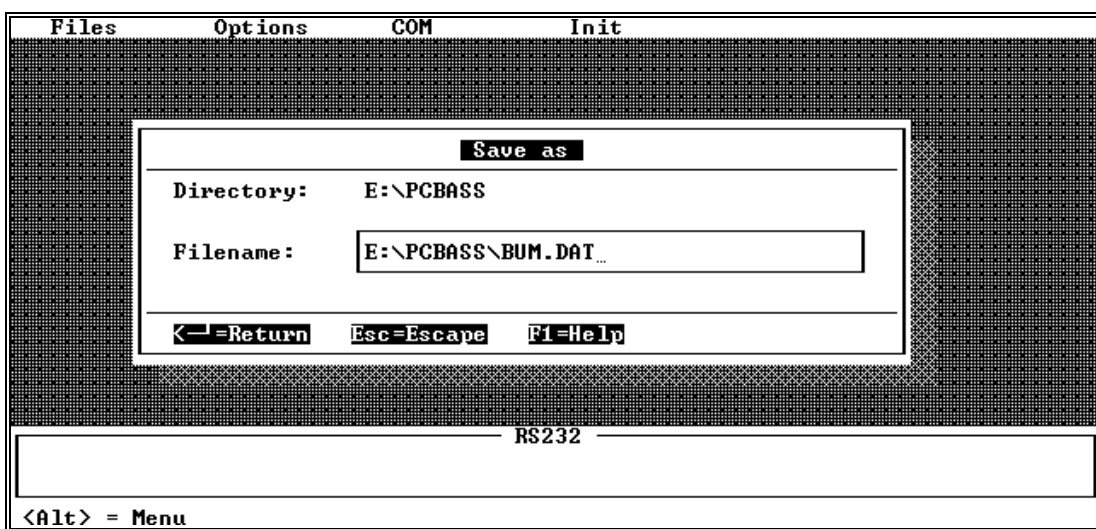 Files Options COM Init
Save as
Directory: E:\PCBASS
Filename: E:\PCBASS\BUM.DAT_
<─┘=Return Esc=Escape F1=Help
RS232
<Alt> = Menu